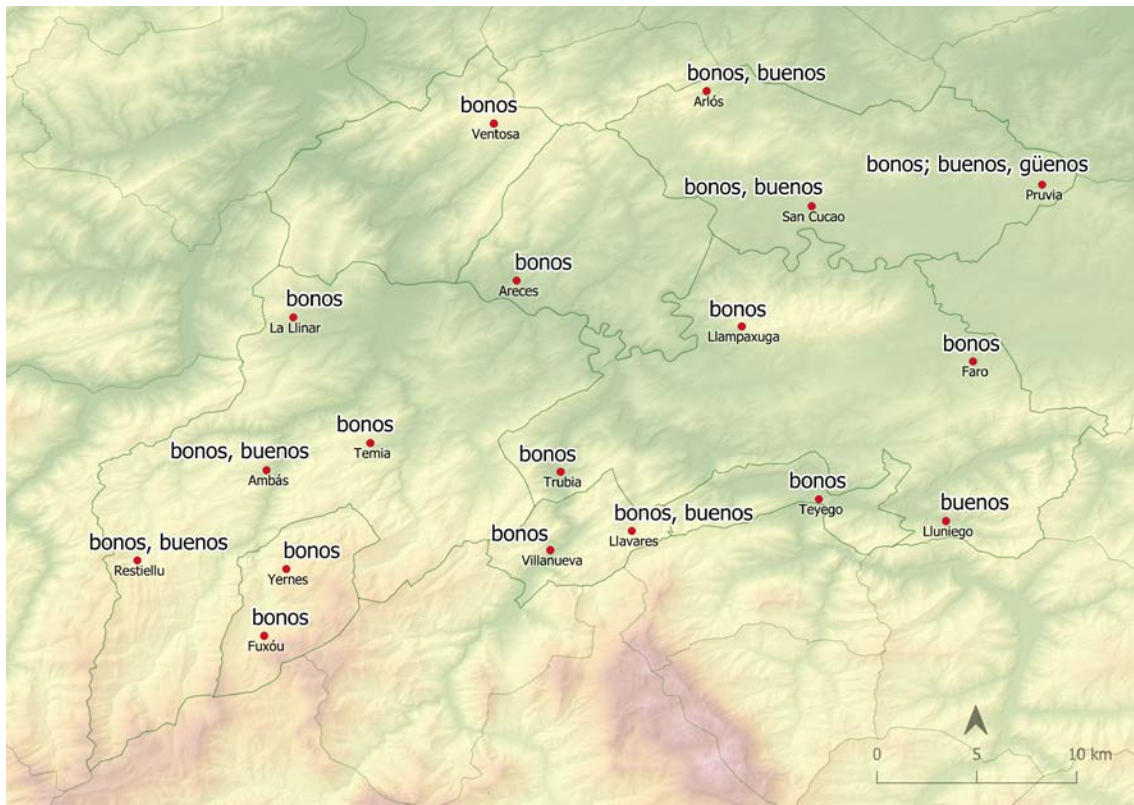 bonos, buenos
Arlós
bonos
Ventosa
bonos; buenos, güenos
Pruvia
bonos, buenos
San Cucao
bonos
Areces
bonos
La Llinar
bonos
Llampaxuga
bonos
Faro
bonos
Temia
bonos, buenos
Ambás
bonos
Trubia
bonos
Teyego
buenos
Lluniego
bonos, buenos
Llavares
bonos
Villanueva
bonos, buenos
Restiellu
bonos
Yernes
bonos
Fuxóu
0 5 10 km